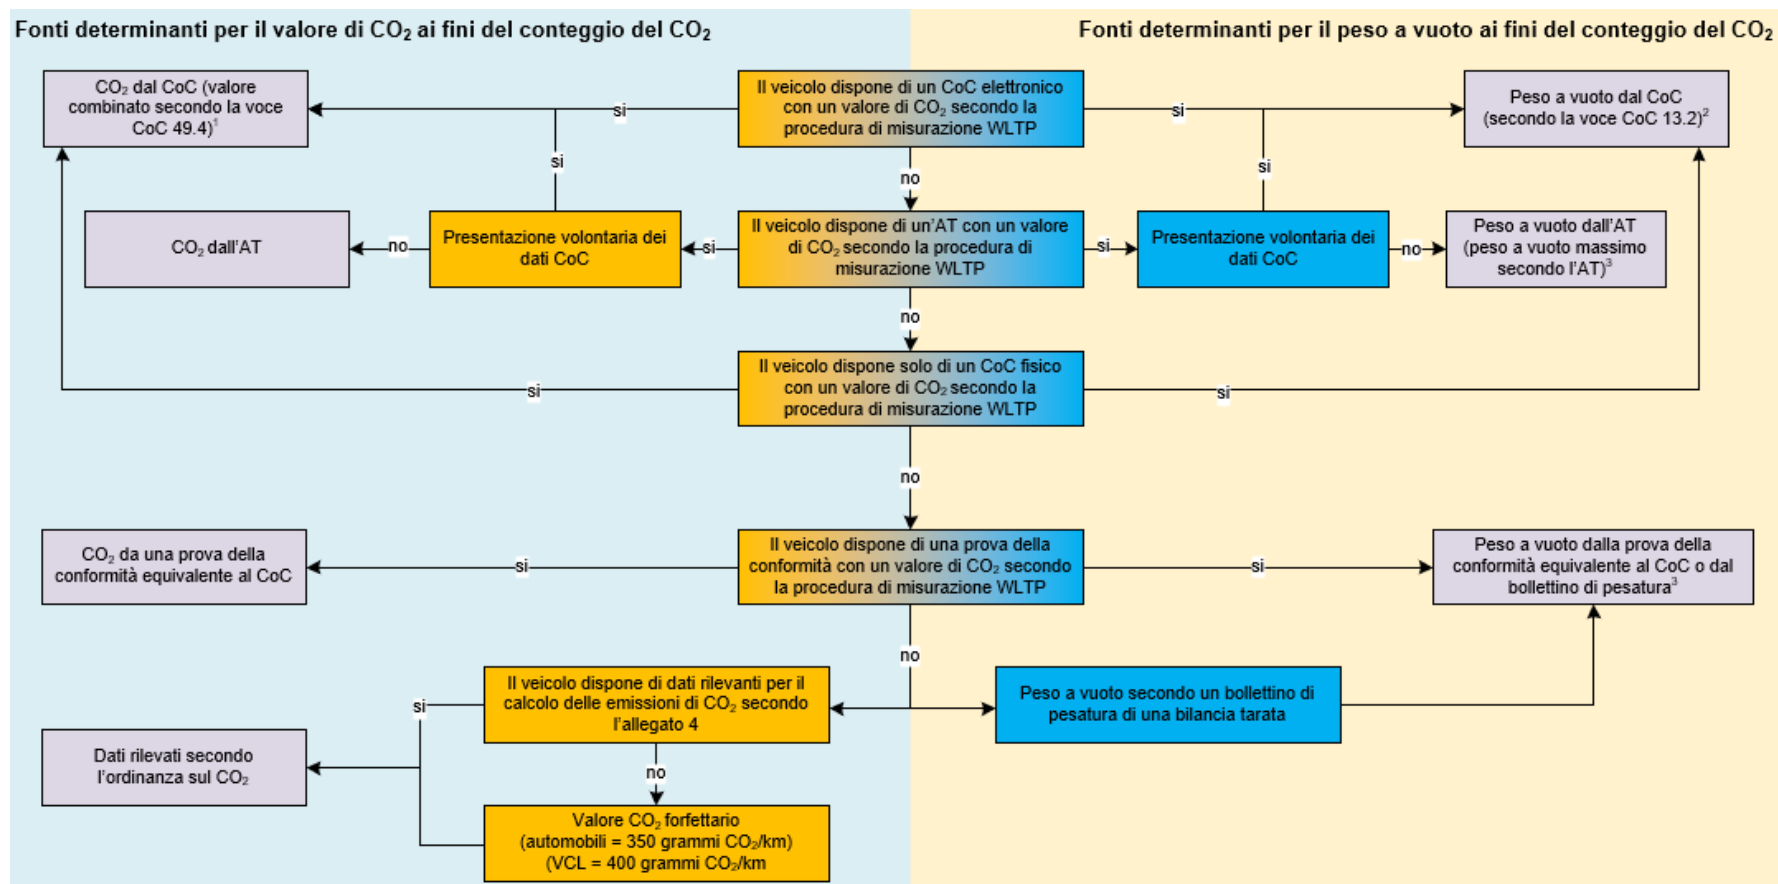 Fonti determinanti per il valore di CO₂ ai fini del conteggio del CO₂
Fonti determinanti per il peso a vuoto ai fini del conteggio del CO₂
CO₂ dal CoC (valore
combinato secondo la voce
CoC 49.4)¹
si
Il veicolo dispone di un CoC elettronico
con un valore di CO₂ secondo la
procedura di misurazione WLTP
si
Peso a vuoto dal CoC
(secondo la voce CoC 13.2)²
si
no
si
CO₂ dall'AT
no
Presentazione volontaria dei
dati CoC
si
Il veicolo dispone di un'AT con un valore
di CO₂ secondo la procedura di
misurazione WLTP
si
Presentazione volontaria dei
dati CoC
no
Peso a vuoto dall'AT
(peso a vuoto massimo
secondo l'AT)³
no
si
Il veicolo dispone solo di un CoC fisico
con un valore di CO₂ secondo la
procedura di misurazione WLTP
si
no
CO₂ da una prova della
conformità equivalente al CoC
si
Il veicolo dispone di una prova della
conformità con un valore di CO₂ secondo
la procedura di misurazione WLTP
si
Peso a vuoto dalla prova della
conformità equivalente al CoC o dal
bollettino di pesatura³
no
si
Il veicolo dispone di dati rilevanti per il
calcolo delle emissioni di CO₂ secondo
l'allegato 4
Peso a vuoto secondo un bollettino di
pesatura di una bilancia tarata
Dati rilevati secondo
l'ordinanza sul CO₂
no
Valore CO₂ forfettario
(automobili = 350 grammi CO₂/km)
(VCL = 400 grammi CO₂/km